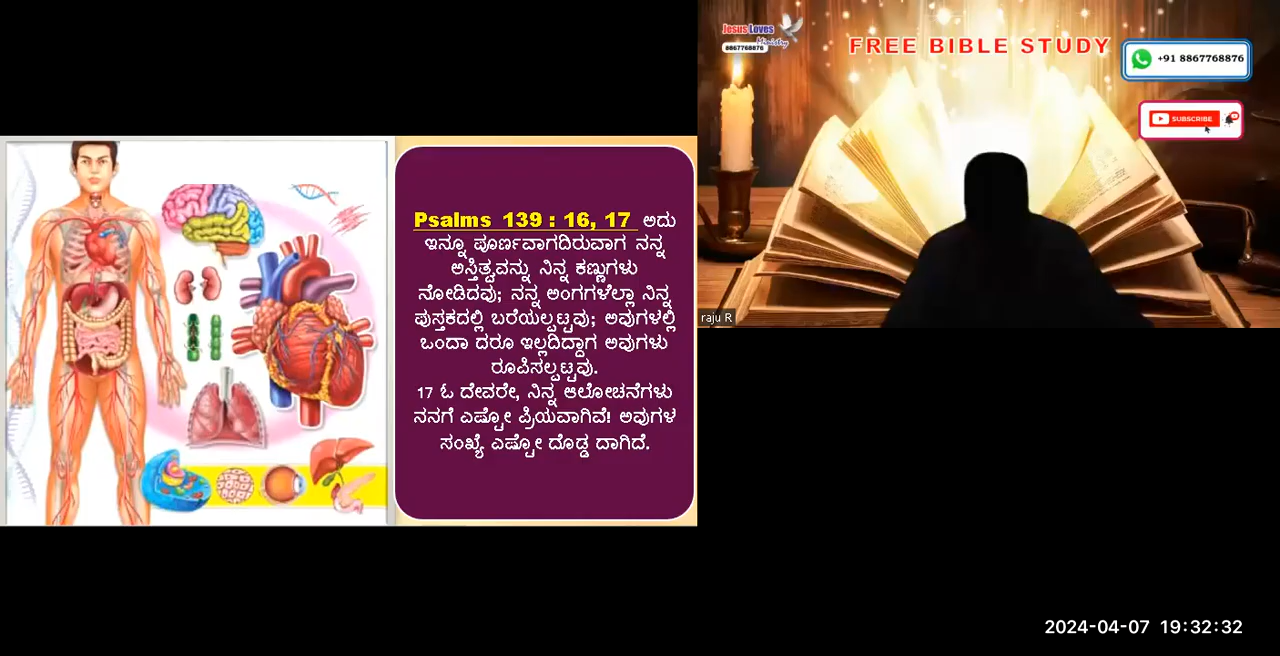 Psalms 139 : 16, 17 ಅದು
ಇನ್ನೂ ಪೂರ್ಣವಾಗದಿರುವಾಗ ನನ್ನ
ಅಸ್ತಿತ್ವವನ್ನು ನಿನ್ನ ಕಣ್ಣುಗಳು
ನೋಡಿದವು; ನನ್ನ ಅಂಗಗಳೆಲ್ಲಾ ನಿನ್ನ
ಪುಸ್ತಕದಲ್ಲಿ ಬರೆಯಲ್ಪಟ್ಟವು; ಅವುಗಳಲ್ಲಿ
ಒಂದಾ ದರೂ ಇಲ್ಲದಿದ್ದಾಗ ಅವುಗಳು
ರೂಪಿಸಲ್ಪಟ್ಟವು.
17 ಓ ದೇವರೇ, ನಿನ್ನ ಆಲೋಚನೆಗಳು
ನನಗೆ ಎಷ್ಟೋ ಪ್ರಿಯವಾಗಿವೆ! ಅವುಗಳ
ಸಂಖ್ಯೆ ಎಷ್ಟೋ ದೊಡ್ಡ ದಾಗಿದೆ.
Jesus Loves
Ministry
8867768876
FREE BIBLE STUDY
+91 8867768876
SUBSCRIBE
raju R
2024-04-07 19:32:32